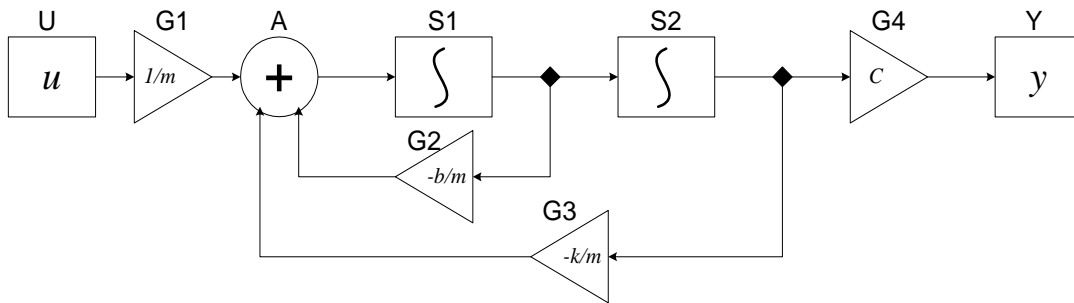 U G1 A S1 S2 G4 Y
u 1/m + ∫ ∫ C y
G2
-b/m
G3
-k/m